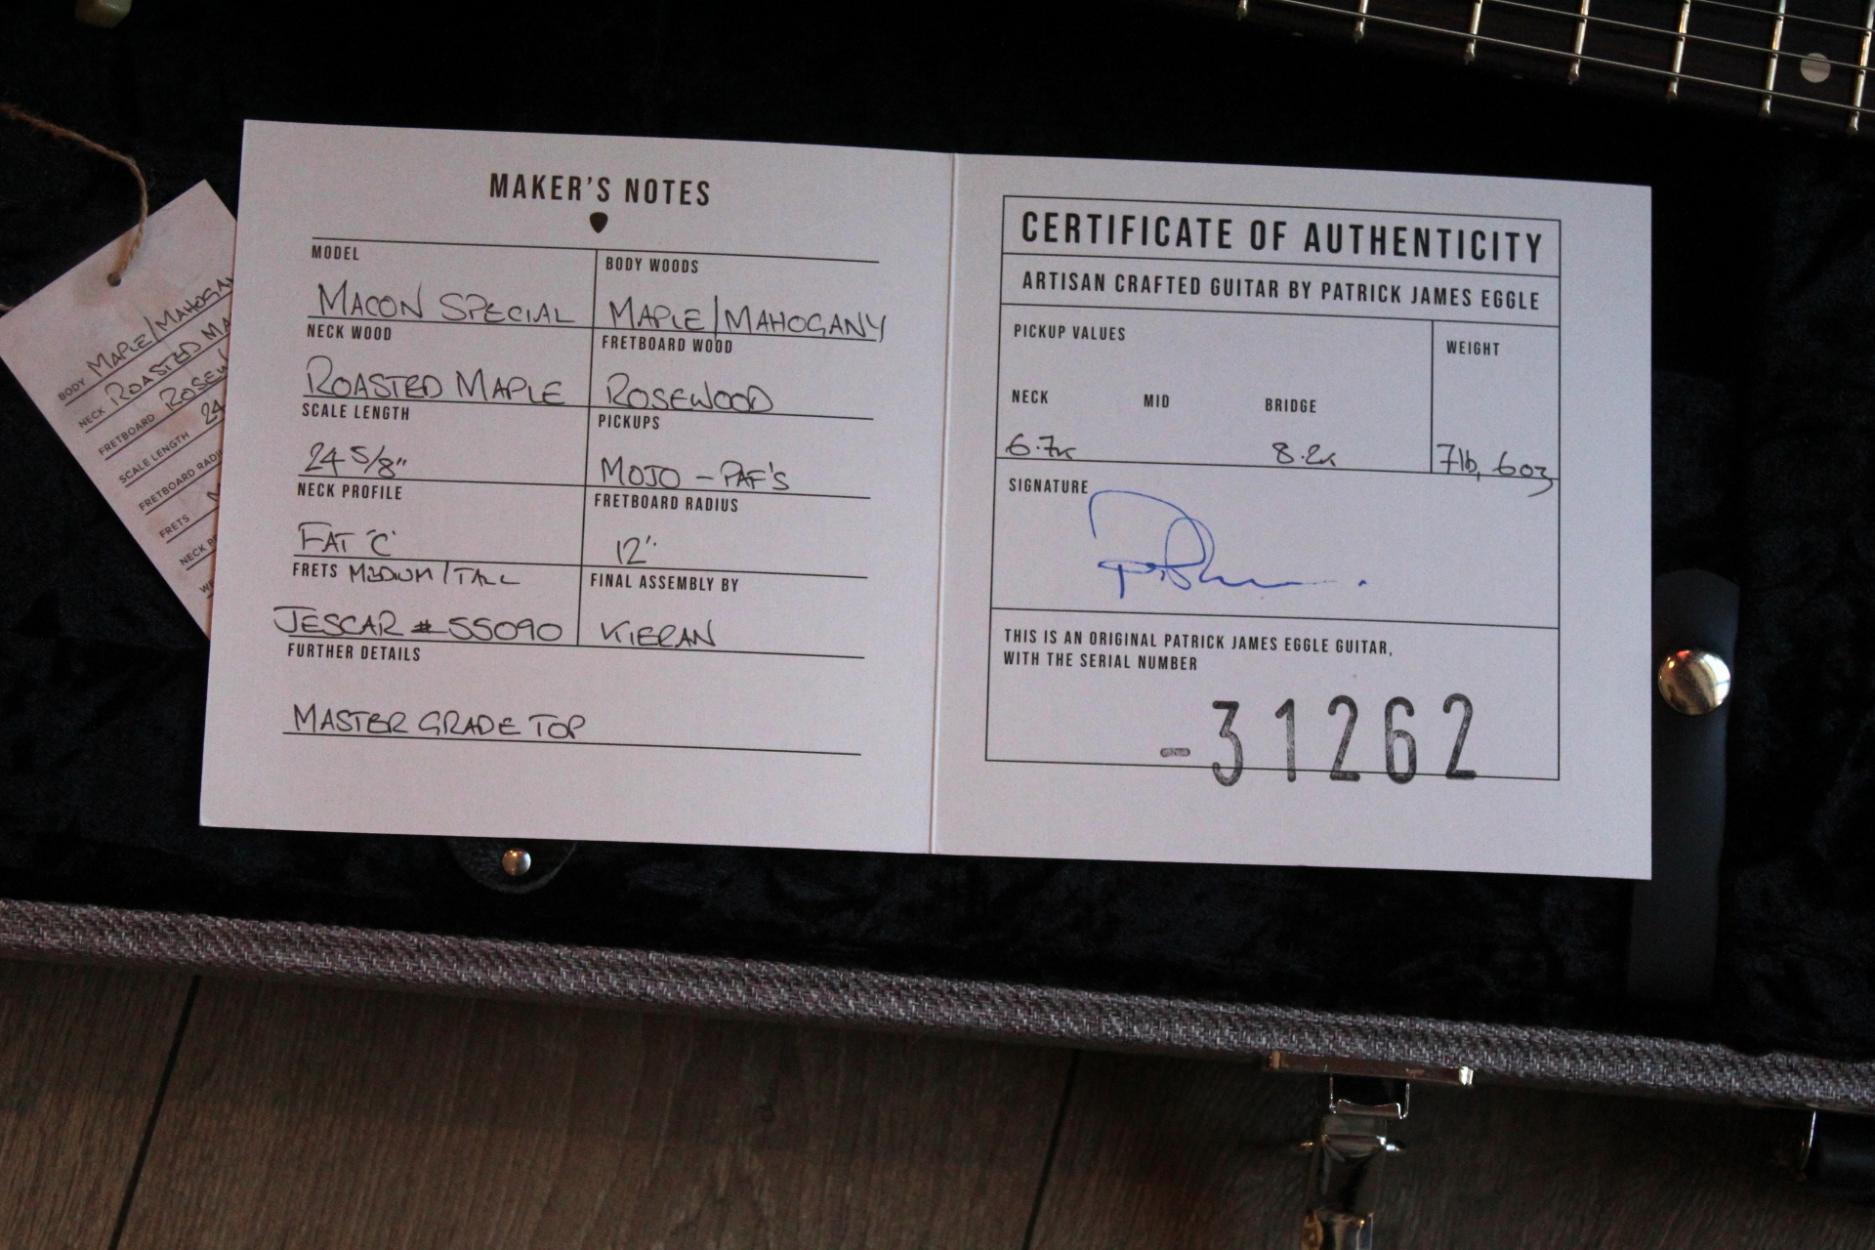 MAKER'S NOTES
MODEL
MACON SPECIAL
BODY WOODS
MAPLE/MAHOGANY
NECK WOOD
ROASTED MAPLE
FRETBOARD WOOD
ROSEWOOD
SCALE LENGTH
24 5/8"
PICKUPS
MOJO - PAF'S
NECK PROFILE
FAT 'C'
FRETBOARD RADIUS
12"
FRETS MEDIUM/TALL
JESCAR #55090
FINAL ASSEMBLY BY
KIERAN
FURTHER DETAILS
MASTER GRADE TOP
CERTIFICATE OF AUTHENTICITY
ARTISAN CRAFTED GUITAR BY PATRICK JAMES EGGLE
PICKUP VALUES
NECK MID BRIDGE
6.7K 8.2K
WEIGHT
7lb, 6oz
SIGNATURE
THIS IS AN ORIGINAL PATRICK JAMES EGGLE GUITAR,
WITH THE SERIAL NUMBER
-31262
BODY MAPLE/MAHOGAN
NECK ROASTED MA
FRETBOARD ROSEW
SCALE LENGTH 24
FRETBOARD RADI
FRETS
NECK